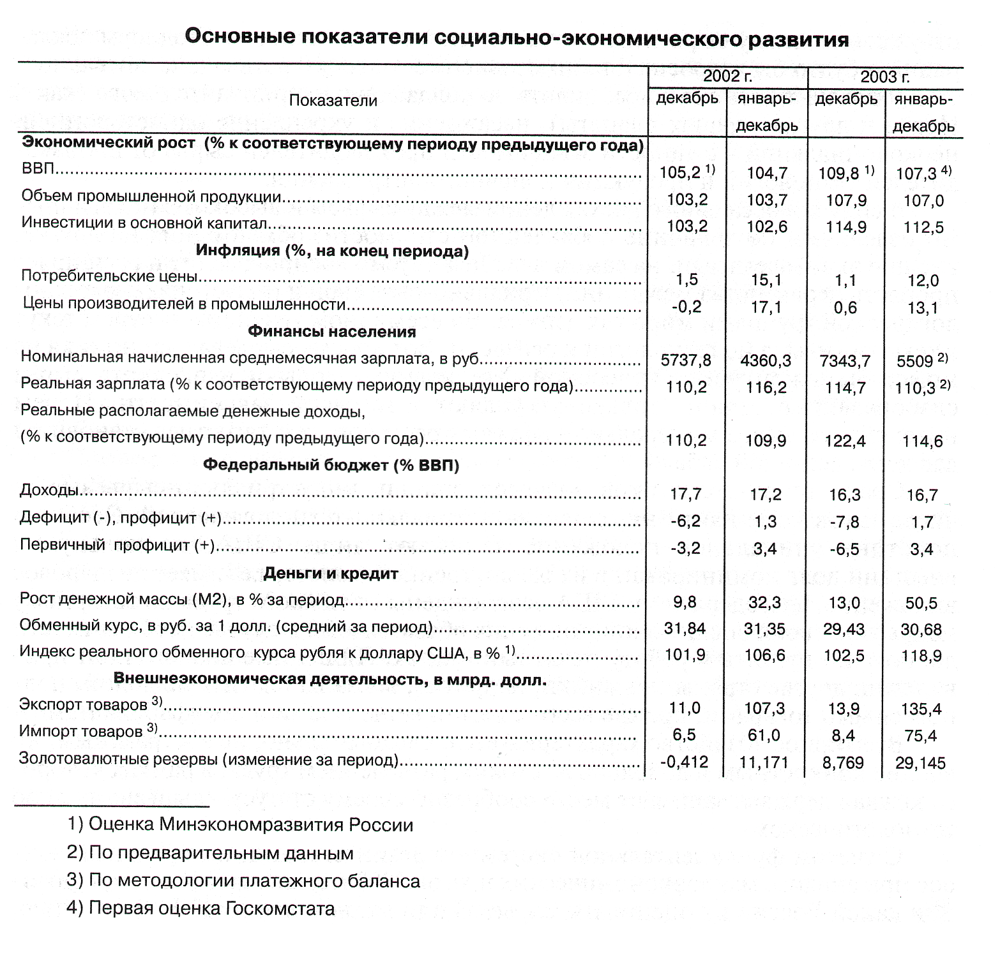 Основные показатели социально-экономического развития
Показатели 2002 г. 2003 г.
декабрь январь- декабрь январь-
декабрь декабрь
Экономический рост (% к соответствующему периоду предыдущего года)
ВВП 105,2 1) 104,7 109,8 1) 107,3 4)
Объем промышленной продукции 103,2 103,7 107,9 107,0
Инвестиции в основной капитал 103,2 102,6 114,9 112,5
Инфляция (%, на конец периода)
Потребительские цены 1,5 15,1 1,1 12,0
Цены производителей в промышленности -0,2 17,1 0,6 13,1
Финансы населения
Номинальная начисленная среднемесячная зарплата, в руб. 5737,8 4360,3 7343,7 5509 2)
Реальная зарплата (% к соответствующему периоду предыдущего года) 110,2 116,2 114,7 110,3 2)
Реальные располагаемые денежные доходы,
(% к соответствующему периоду предыдущего года) 110,2 109,9 122,4 114,6
Федеральный бюджет (% ВВП)
Доходы 17,7 17,2 16,3 16,7
Дефицит (-), профицит (+) -6,2 1,3 -7,8 1,7
Первичный профицит (+) -3,2 3,4 -6,5 3,4
Деньги и кредит
Рост денежной массы (М2), в % за период 9,8 32,3 13,0 50,5
Обменный курс, в руб. за 1 долл. (средний за период) 31,84 31,35 29,43 30,68
Индекс реального обменного курса рубля к доллару США, в % 1) 101,9 106,6 102,5 118,9
Внешнеэкономическая деятельность, в млрд. долл.
Экспорт товаров 3) 11,0 107,3 13,9 135,4
Импорт товаров 3) 6,5 61,0 8,4 75,4
Золотовалютные резервы (изменение за период) -0,412 11,171 8,769 29,145
1) Оценка Минэкономразвития России
2) По предварительным данным
3) По методологии платежного баланса
4) Первая оценка Госкомстата